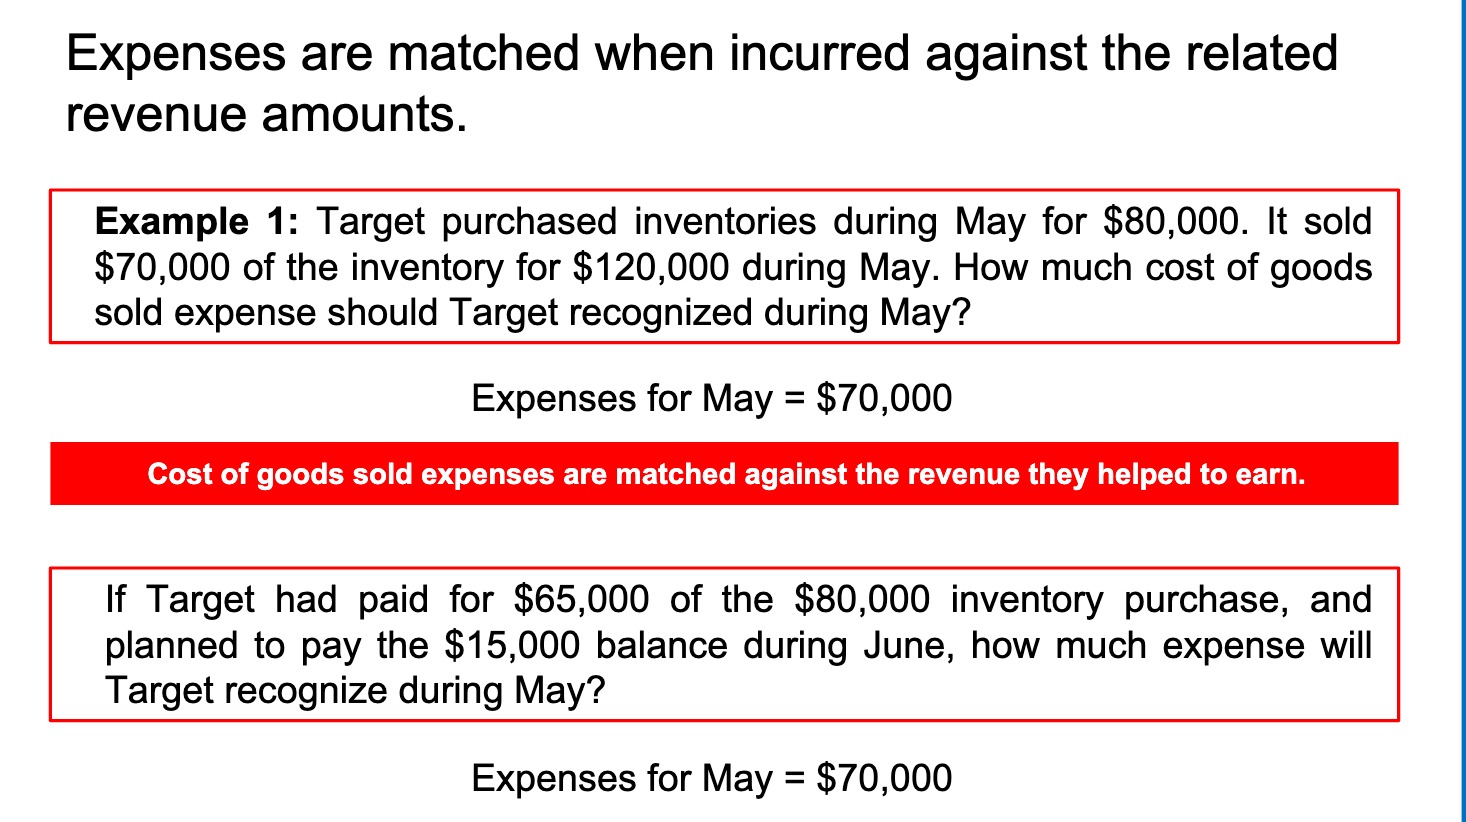 Expenses are matched when incurred against the related
revenue amounts.
Example 1: Target purchased inventories during May for $80,000. It sold
$70,000 of the inventory for $120,000 during May. How much cost of goods
sold expense should Target recognized during May?
Expenses for May = $70,000
Cost of goods sold expenses are matched against the revenue they helped to earn.
If Target had paid for $65,000 of the $80,000 inventory purchase, and
planned to pay the $15,000 balance during June, how much expense will
Target recognize during May?
Expenses for May = $70,000